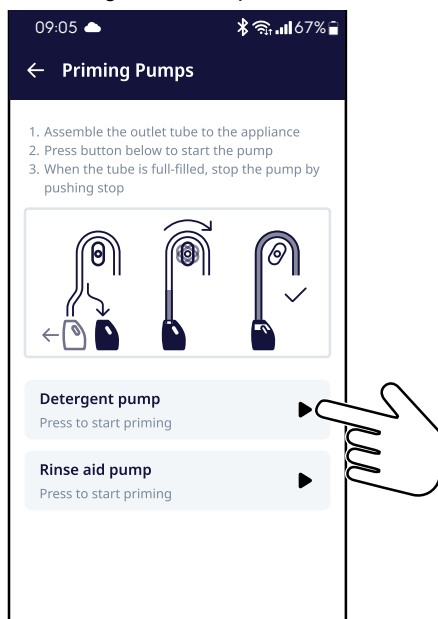 09:05 67%
Priming Pumps
1. Assemble the outlet tube to the appliance
2. Press button below to start the pump
3. When the tube is full-filled, stop the pump by
pushing stop
Detergent pump
Press to start priming
Rinse aid pump
Press to start priming